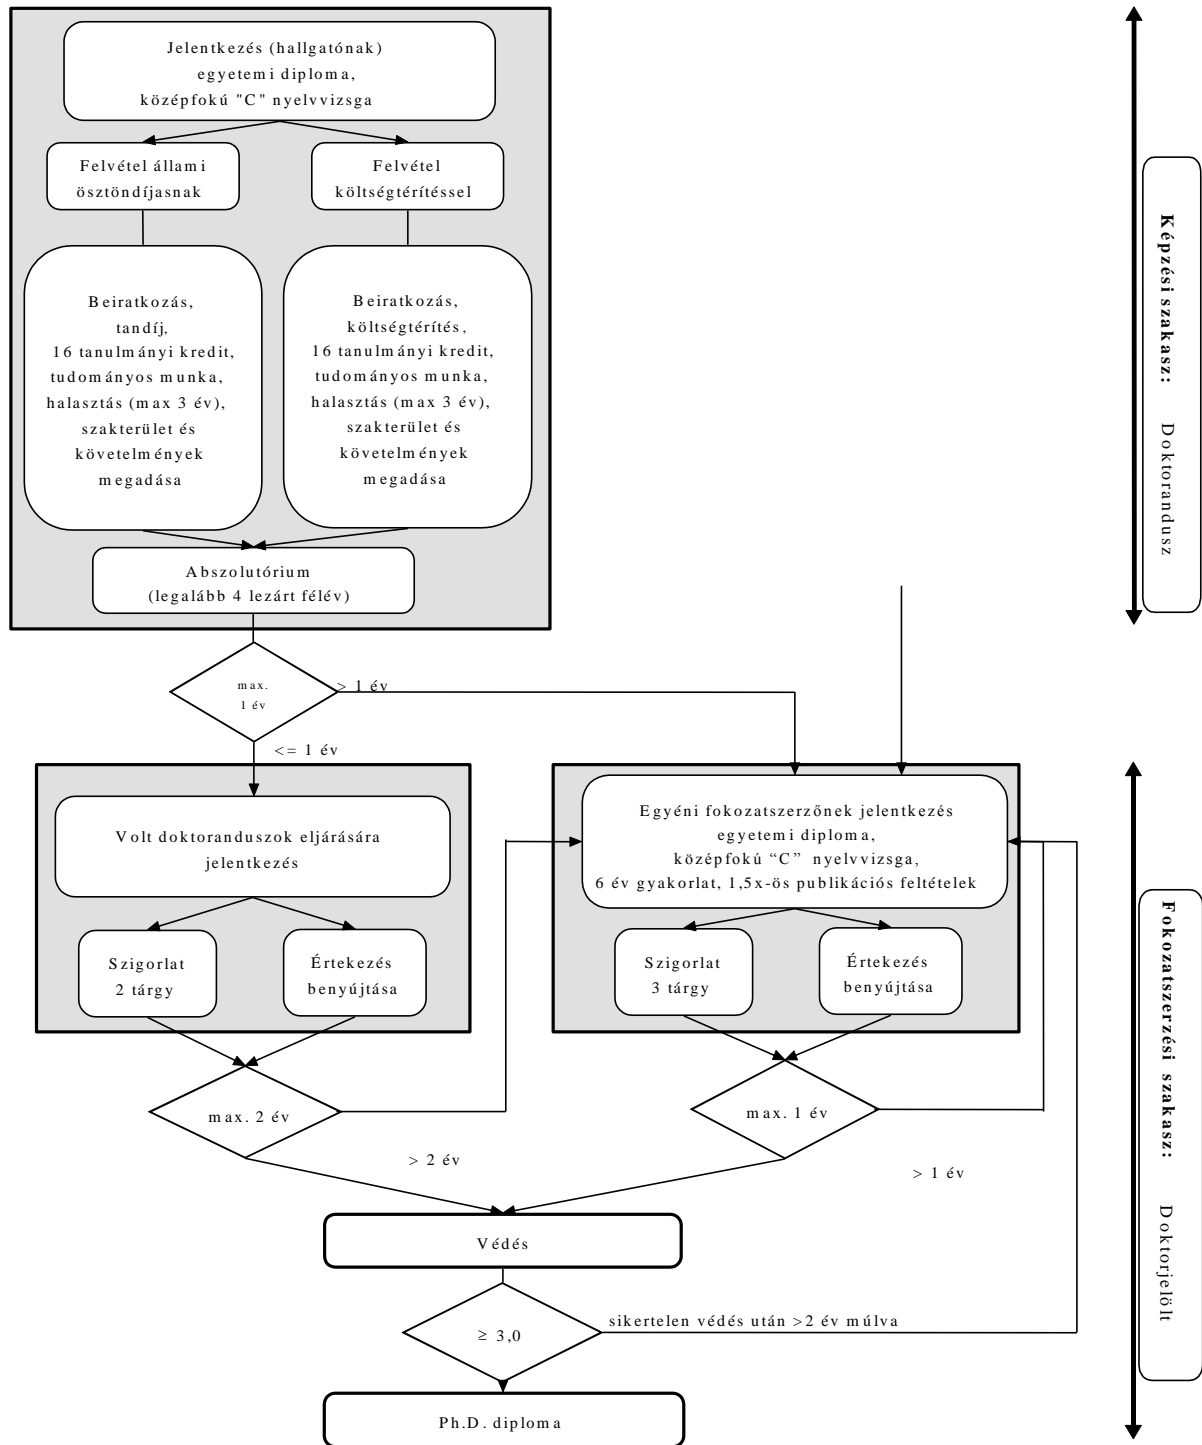 Jelentkezés (hallgatónak)
egyetemi diploma,
középfokú "C" nyelvvizsga
Felvétel állami
ösztöndíjasnak
Felvétel
költségtérítéssel
Beiratkozás,
tandíj,
16 tanulmányi kredit,
tudományos munka,
halasztás (max 3 év),
szakterület és
követelmények
megadása
Beiratkozás,
költségtérítés,
16 tanulmányi kredit,
tudományos munka,
halasztás (max 3 év),
szakterület és
követelmények
megadása
Abszolutórium
(legalább 4 lezárt félév)
Képzési szakasz: Doktorandusz
max.
1 év
> 1 év
<= 1 év
Volt doktoranduszok eljárására
jelentkezés
Szigorlat
2 tárgy
Értekezés
benyújtása
Egyéni fokozatszerzőnek jelentkezés
egyetemi diploma,
középfokú “C” nyelvvizsga,
6 év gyakorlat, 1,5x-ös publikációs feltételek
Szigorlat
3 tárgy
Értekezés
benyújtása
max. 2 év
max. 1 év
> 2 év
> 1 év
Védés
≥ 3,0
sikertelen védés után >2 év múlva
Ph.D. diploma
Fokozatszerzési szakasz: Doktorjelölt